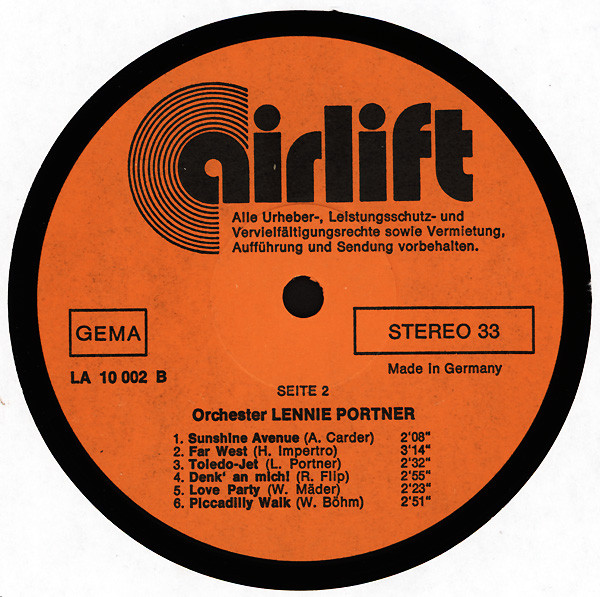 airlift
Alle Urheber-, Leistungsschutz- und
Vervielfältigungsrechte sowie Vermietung,
Aufführung und Sendung vorbehalten.
GEMA
STEREO 33
LA 10 002 B
Made in Germany
SEITE 2
Orchester LENNIE PORTNER
1. Sunshine Avenue (A. Carder) 2'08"
2. Far West (H. Impertro) 3'14"
3. Toledo-Jet (L. Portner) 2'32"
4. Denk' an mich! (R. Flip) 2'55"
5. Love Party (W. Mäder) 2'23"
6. Piccadilly Walk (W. Böhm) 2'51"